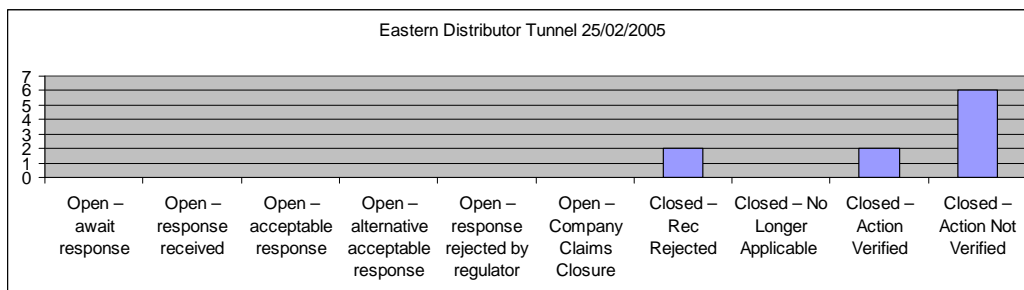 Eastern Distributor Tunnel 25/02/2005
7
6
5
4
3
2
1
0
Open –
await
response
Open –
response
received
Open –
acceptable
response
Open –
alternative
acceptable
response
Open –
response
rejected by
regulator
Open –
Company
Claims
Closure
Closed –
Rec
Rejected
Closed – No
Longer
Applicable
Closed –
Action
Verified
Closed –
Action Not
Verified